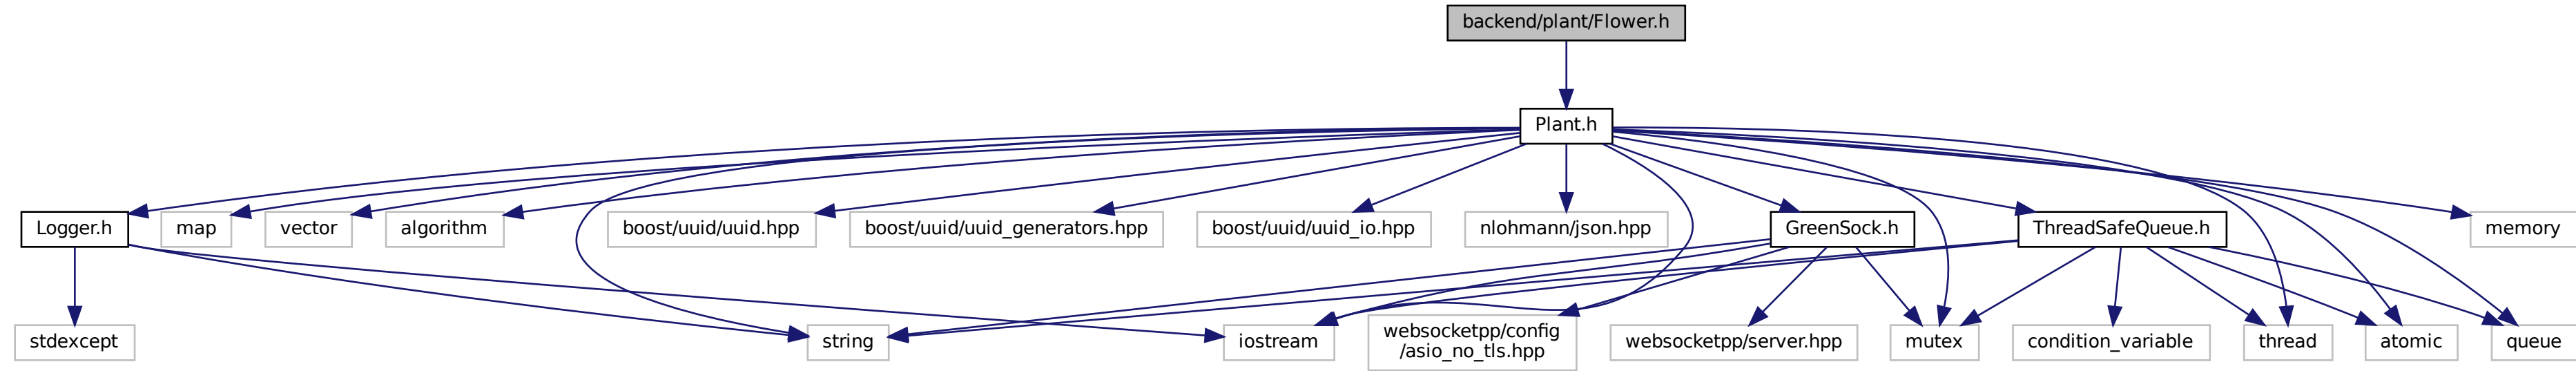 backend/plant/Flower.h
Plant.h
Logger.h
map
vector
algorithm
boost/uuid/uuid.hpp
boost/uuid/uuid_generators.hpp
boost/uuid/uuid_io.hpp
nlohmann/json.hpp
GreenSock.h
ThreadSafeQueue.h
memory
stdexcept
string
iostream
websocketpp/config
/asio_no_tls.hpp
websocketpp/server.hpp
mutex
condition_variable
thread
atomic
queue